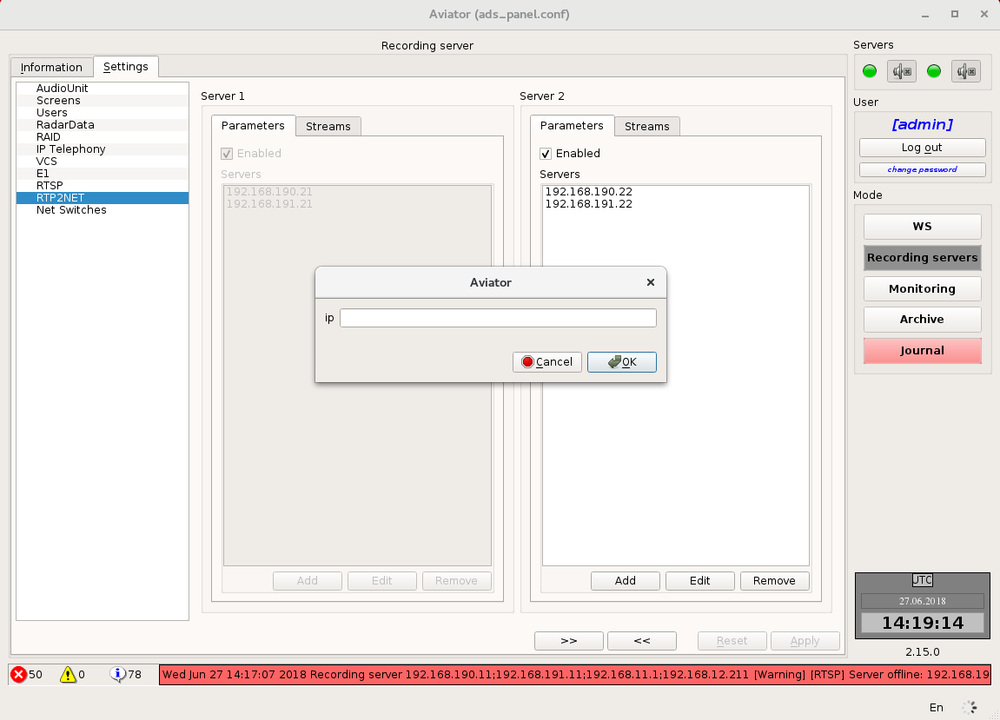 Aviator (ads_panel.conf)
Recording server
Information
Settings
AudioUnit
Screens
Users
RadarData
RAID
IP Telephony
VCS
E1
RTSP
RTP2NET
Net Switches
Server 1
Parameters
Streams
Enabled
Servers
192.168.190.21
192.168.191.21
Add
Edit
Remove
Server 2
Parameters
Streams
Enabled
Servers
192.168.190.22
192.168.191.22
Add
Edit
Remove
Aviator
ip
Cancel
OK
>>
<<
Reset
Apply
Servers
User
[admin]
Log out
change password
Mode
WS
Recording servers
Monitoring
Archive
Journal
UTC
27.06.2018
14:19:14
2.15.0
50
0
78
Wed Jun 27 14:17:07 2018 Recording server 192.168.190.11;192.168.191.11;192.168.11.1;192.168.12.211 [Warning] [RTSP] Server offline: 192.168.19
En